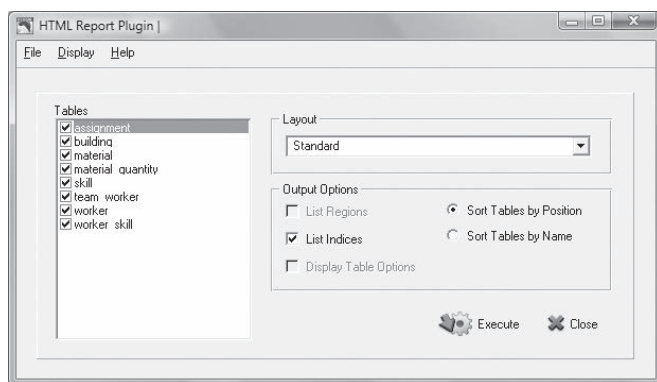 HTML Report Plugin |
File Display Help
Tables
assignment
building
material
material quantity
skill
team worker
worker
worker skill
Layout
Standard
Output Options
List Regions
Sort Tables by Position
List Indices
Sort Tables by Name
Display Table Options
Execute
Close